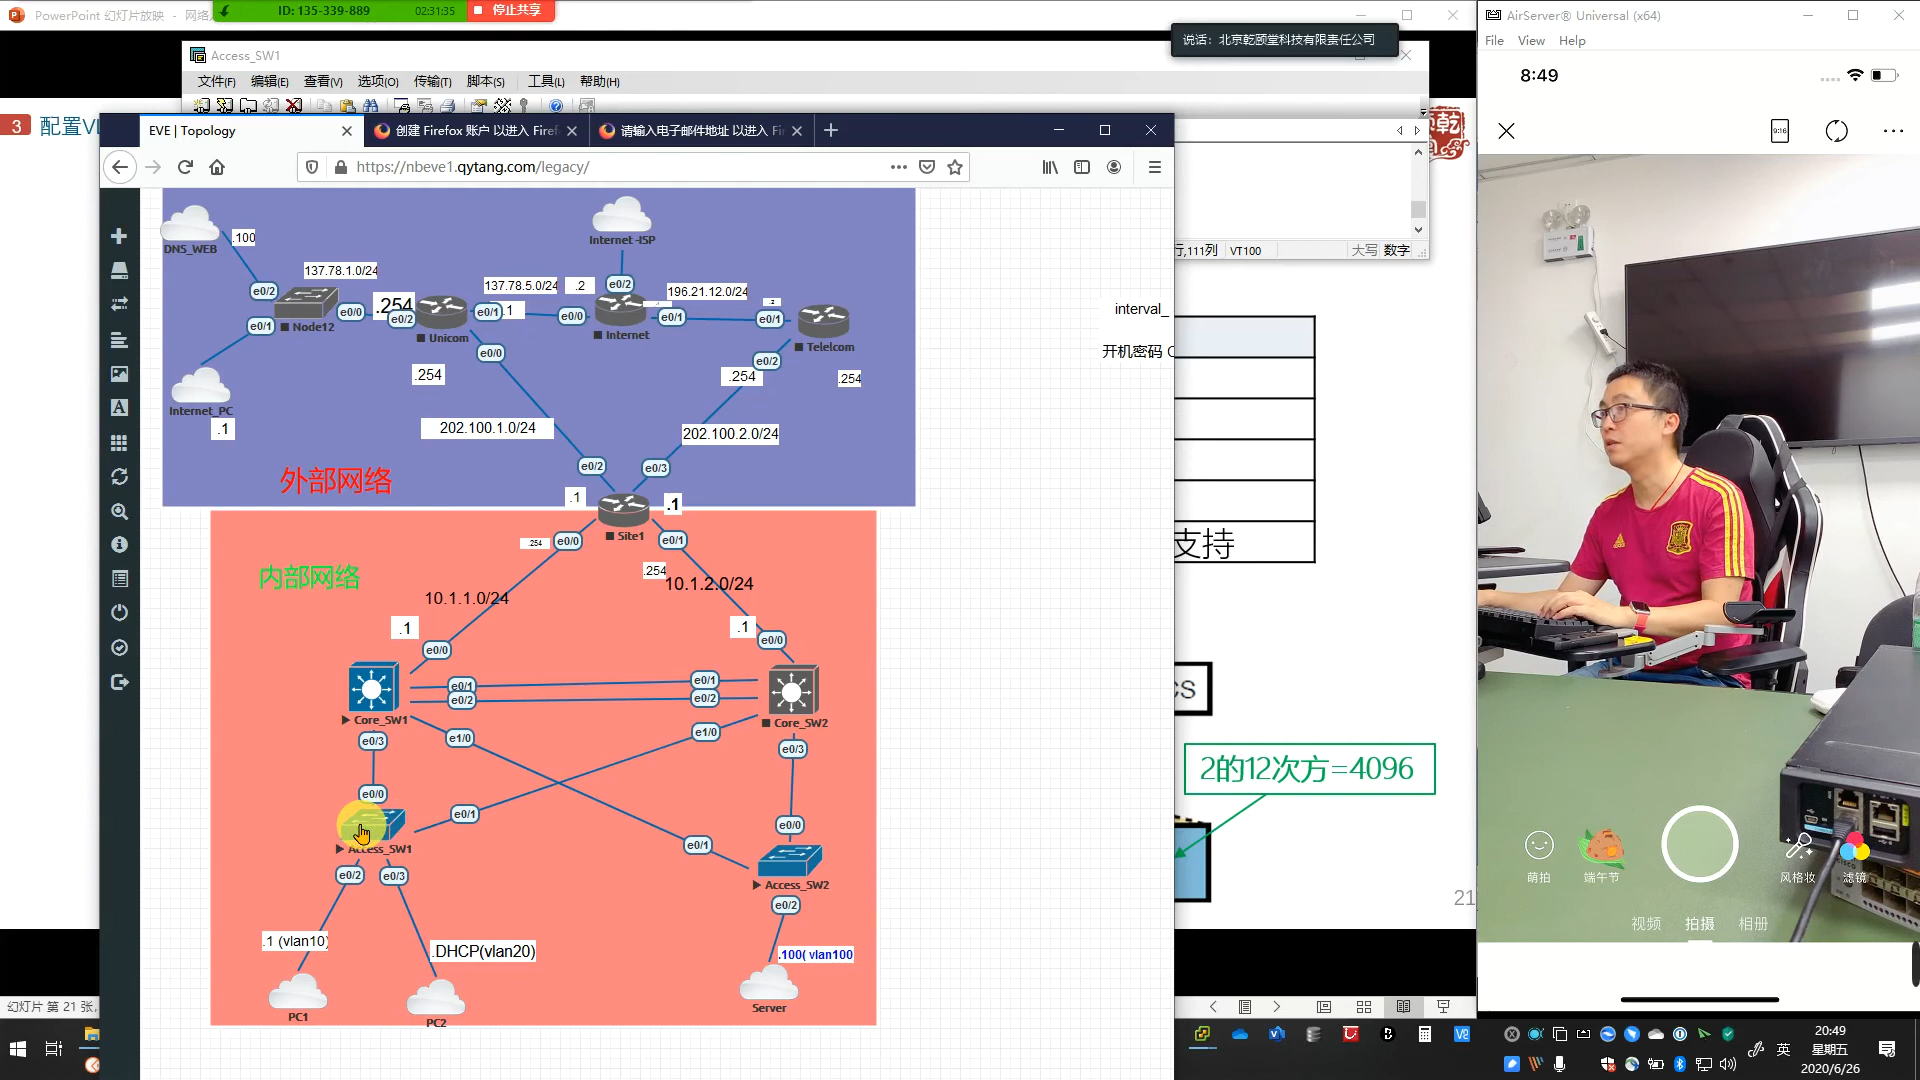 PowerPoint 幻灯片放映 - 网络
ID: 135-339-889
02:31:35
停止共享
说话: 北京乾颐堂科技有限责任公司
AirServer® Universal (x64)
File View Help
Access_SW1
文件(F) 编辑(E) 查看(V) 选项(O) 传输(T) 脚本(S) 工具(L) 帮助(H)
8:49
3
EVE | Topology
创建 Firefox 账户 以进入 Firef
请输入电子邮件地址 以进入 Fi
https://nbeve1.qytang.com/legacy/
9:16
行,111列 VT100
大写 数字
DNS_WEB
.100
Internet -ISP
137.78.1.0/24
e0/2
e0/0
.254
e0/2
e0/1
Node12
Unicom
137.78.5.0/24
.2
e0/2
196.21.12.0/24
.2
e0/1
.1
e0/0
e0/1
e0/1
Internet
Telelcom
e0/0
e0/2
.254
.254
.254
Internet_PC
.1
202.100.1.0/24
202.100.2.0/24
外部网络
e0/2
e0/3
.1
.1
Site1
.254
e0/0
e0/1
内部网络
.254
10.1.1.0/24
10.1.2.0/24
.1
.1
e0/0
e0/0
e0/1
e0/1
e0/2
e0/2
Core_SW1
Core_SW2
e0/3
e1/0
e1/0
e0/3
e0/0
e0/1
e0/0
e0/1
Access_SW1
Access_SW2
e0/2
e0/3
e0/2
.1 (vlan10)
.DHCP(vlan20)
.100( vlan100
PC1
PC2
Server
interval_
开机密码
支持
CS
2的12次方=4096
21
萌拍
端午节
风格妆
滤镜
视频 拍摄 相册
幻灯片 第 21 张,
英
20:49
星期五
2020/6/26